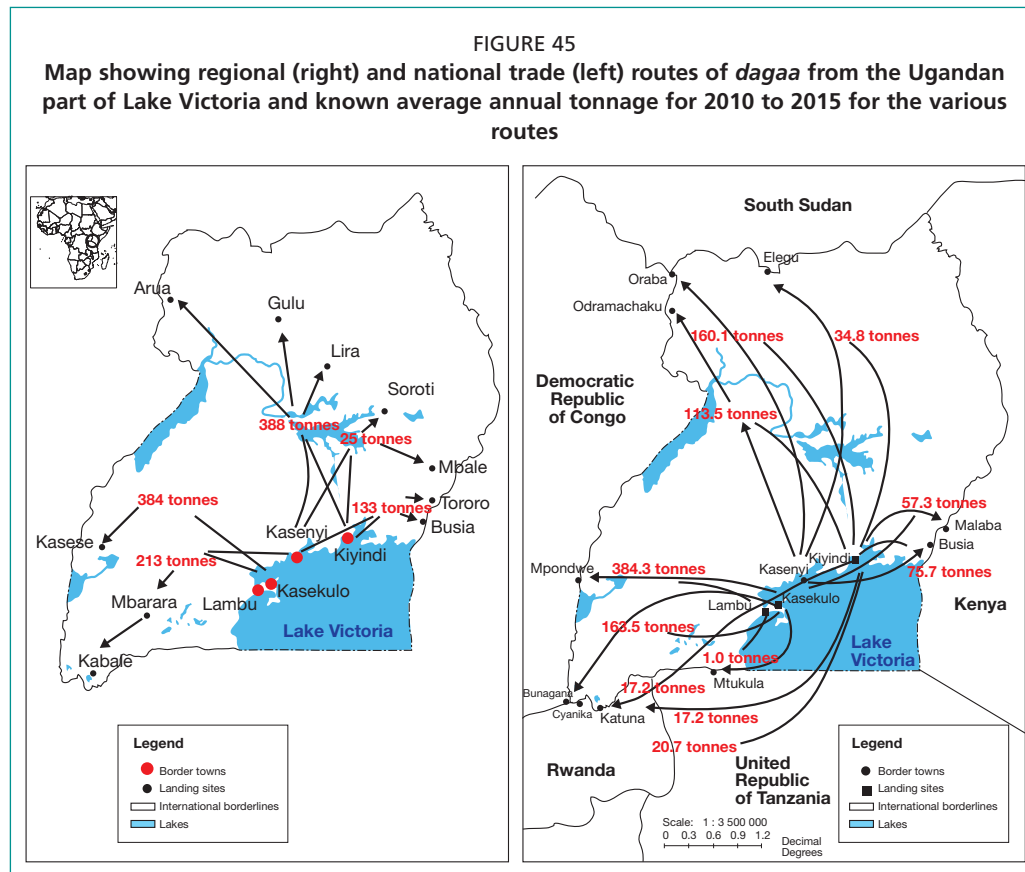 FIGURE 45
Map showing regional (right) and national trade (left) routes of dagaa from the Ugandan
part of Lake Victoria and known average annual tonnage for 2010 to 2015 for the various
routes
Arua
Gulu
Lira
Soroti
388 tonnes
25 tonnes
Mbale
384 tonnes
Tororo
133 tonnes
Busia
Kasenyi
Kiyindi
Kasese
213 tonnes
Mbarara
Lambu
Kasekulo
Lake Victoria
Kabale
Legend
Border towns
Landing sites
International borderlines
Lakes
South Sudan
Elegu
Oraba
Odramachaku
160.1 tonnes
34.8 tonnes
Democratic
Republic
of Congo
113.5 tonnes
57.3 tonnes
Malaba
Busia
Kiyindi
Kasenyi
Mpondwe
384.3 tonnes
75.7 tonnes
Kasekulo
Lambu
Kenya
163.5 tonnes
Lake
Victoria
1.0 tonnes
Mtukula
Bunagana
17.2 tonnes
Cyanika
Katuna
17.2 tonnes
20.7 tonnes
Rwanda
United
Republic
of Tanzania
Legend
Border towns
Landing sites
International borderlines
Lakes
Scale: 1 : 3 500 000
0 0.3 0.6 0.9 1.2
Decimal
Degrees